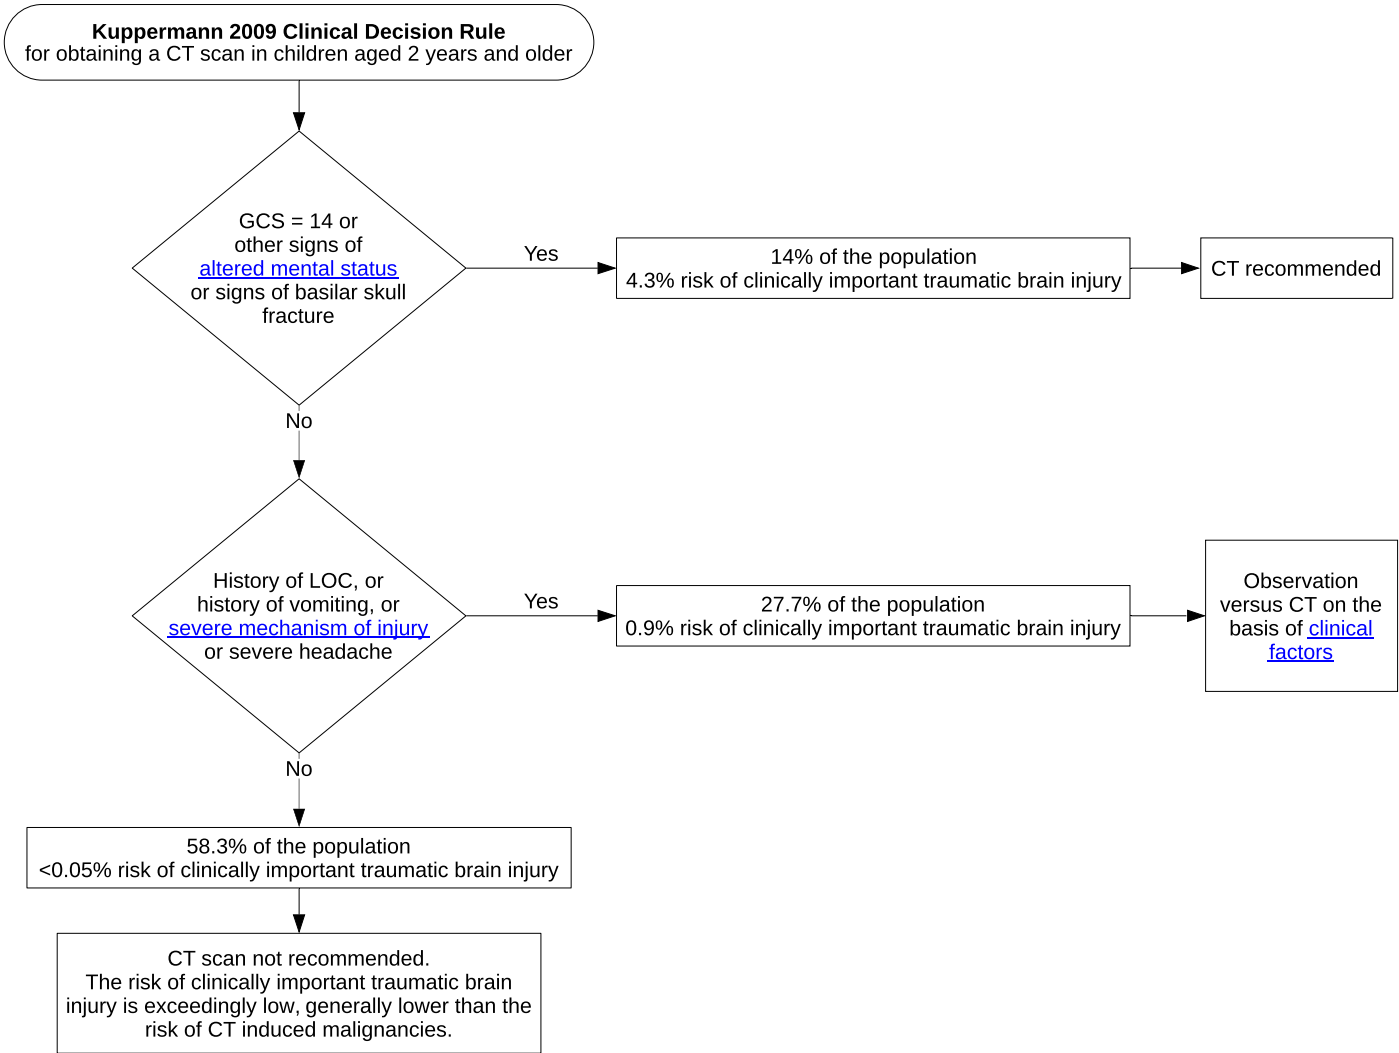 Kuppermann 2009 Clinical Decision Rule
for obtaining a CT scan in children aged 2 years and older
GCS = 14 or
other signs of
altered mental status
or signs of basilar skull
fracture
Yes
14% of the population
4.3% risk of clinically important traumatic brain injury
CT recommended
No
History of LOC, or
history of vomiting, or
severe mechanism of injury
or severe headache
Yes
27.7% of the population
0.9% risk of clinically important traumatic brain injury
Observation
versus CT on the
basis of clinical
factors
No
58.3% of the population
<0.05% risk of clinically important traumatic brain injury
CT scan not recommended.
The risk of clinically important traumatic brain
injury is exceedingly low, generally lower than the
risk of CT induced malignancies.